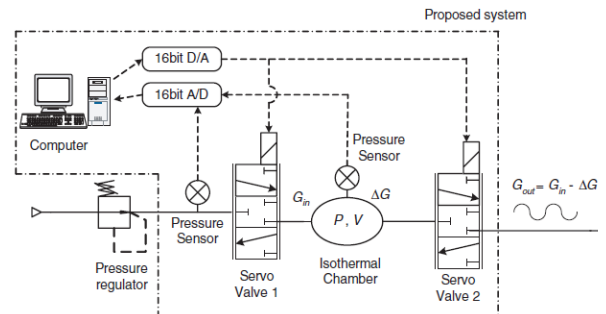 Proposed system
16bit D/A
16bit A/D
Computer
Pressure
Sensor
G_in
ΔG
G_out = G_in - ΔG
P , V
Pressure
Sensor
Pressure
regulator
Isothermal
Chamber
Servo
Valve 1
Servo
Valve 2